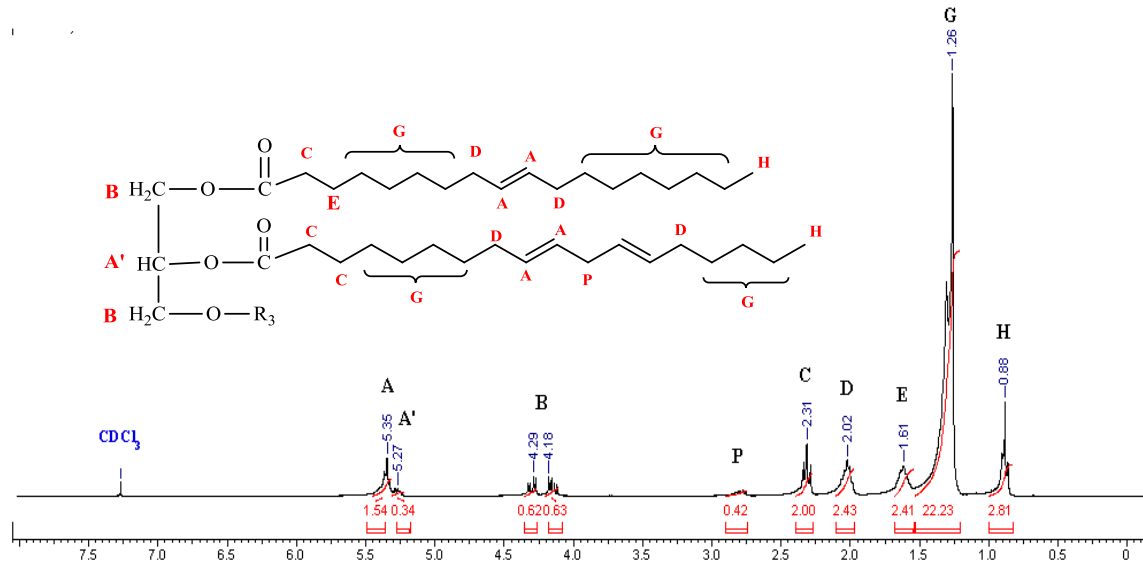 G
1.26
G
G
O
C
D
A
H
B
H₂C
O
E
A
D
O
C
D
A
D
H
A'
HC
O
C
A
P
G
G
B
H₂C
O
R₃
H
0.88
A
A'
B
C
D
E
CDCl₃
5.35
5.27
4.29
4.18
P
2.31
2.02
1.61
1.54 0.34 0.62 0.63 0.42 2.00 2.43 2.41 22.23 2.81
7.5 7.0 6.5 6.0 5.5 5.0 4.5 4.0 3.5 3.0 2.5 2.0 1.5 1.0 0.5 0